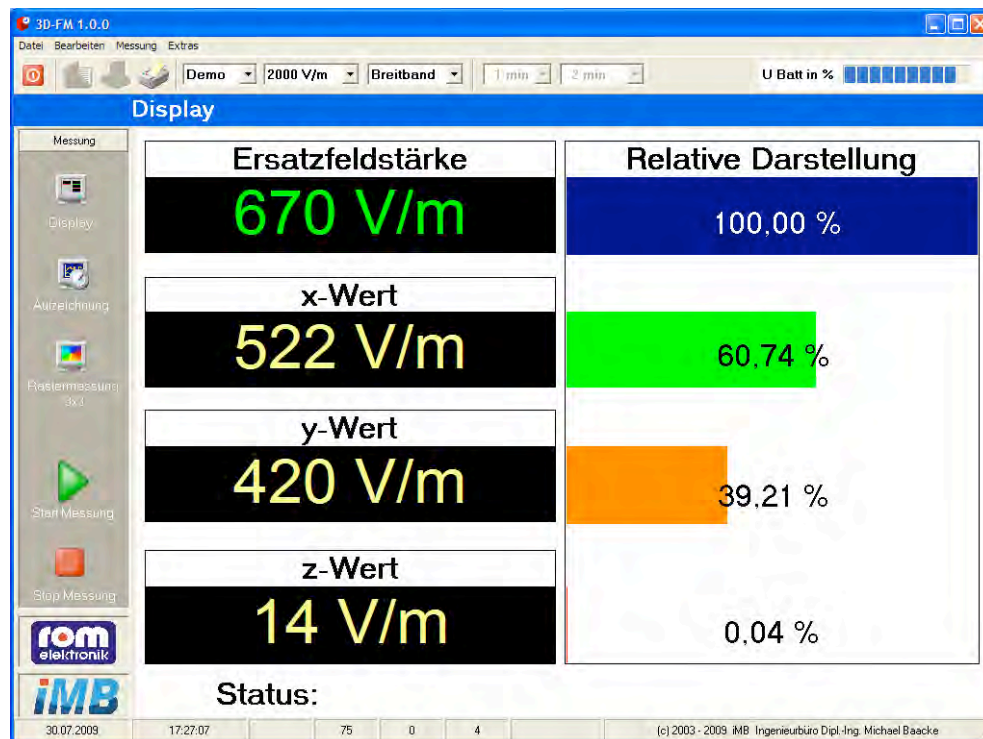 3D-FM 1.0.0
Datei Bearbeiten Messung Extras
Demo 2000 V/m Breitband 1 min 2 min U Batt in %
Display
Messung
Display
Aufzeichnung
Rastermessung
3x3
Start Messung
Stop Messung
rom
elektronik
iMB
Ersatzfeldstärke
670 V/m
x-Wert
522 V/m
y-Wert
420 V/m
z-Wert
14 V/m
Relative Darstellung
100,00 %
60,74 %
39,21 %
0,04 %
Status:
30.07.2009 17:27:07 75 0 4 (c) 2003 - 2009 iMB Ingenieurbüro Dipl.-Ing. Michael Baacke